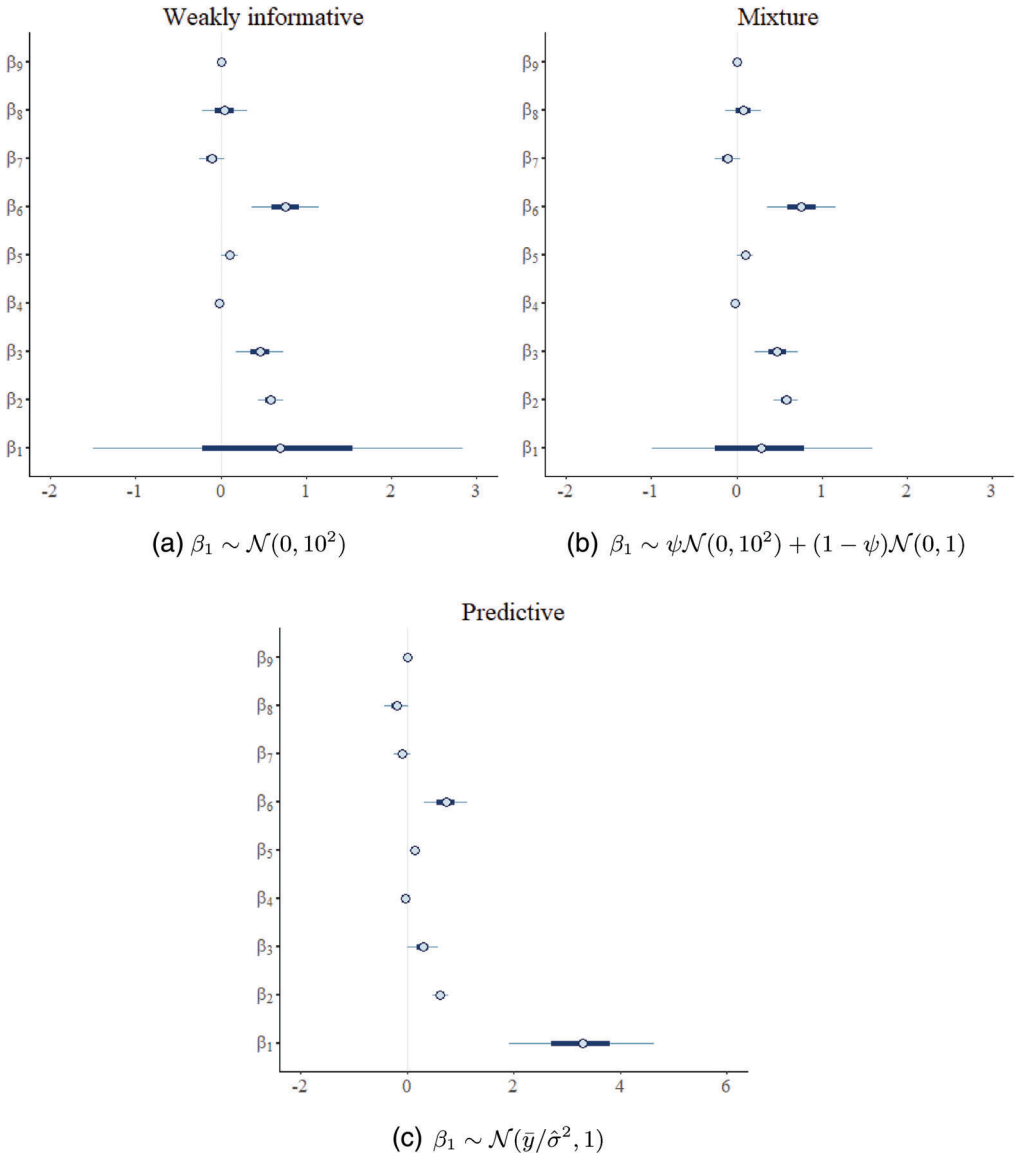 Weakly informative
β₉
β₈
β₇
β₆
β₅
β₄
β₃
β₂
β₁
-2 -1 0 1 2 3
(a) β₁ ∼ 𝒩(0, 10²)
Mixture
β₉
β₈
β₇
β₆
β₅
β₄
β₃
β₂
β₁
-2 -1 0 1 2 3
(b) β₁ ∼ ψ𝒩(0, 10²) + (1 − ψ)𝒩(0, 1)
Predictive
β₉
β₈
β₇
β₆
β₅
β₄
β₃
β₂
β₁
-2 0 2 4 6
(c) β₁ ∼ 𝒩(ȳ/σ̂², 1)